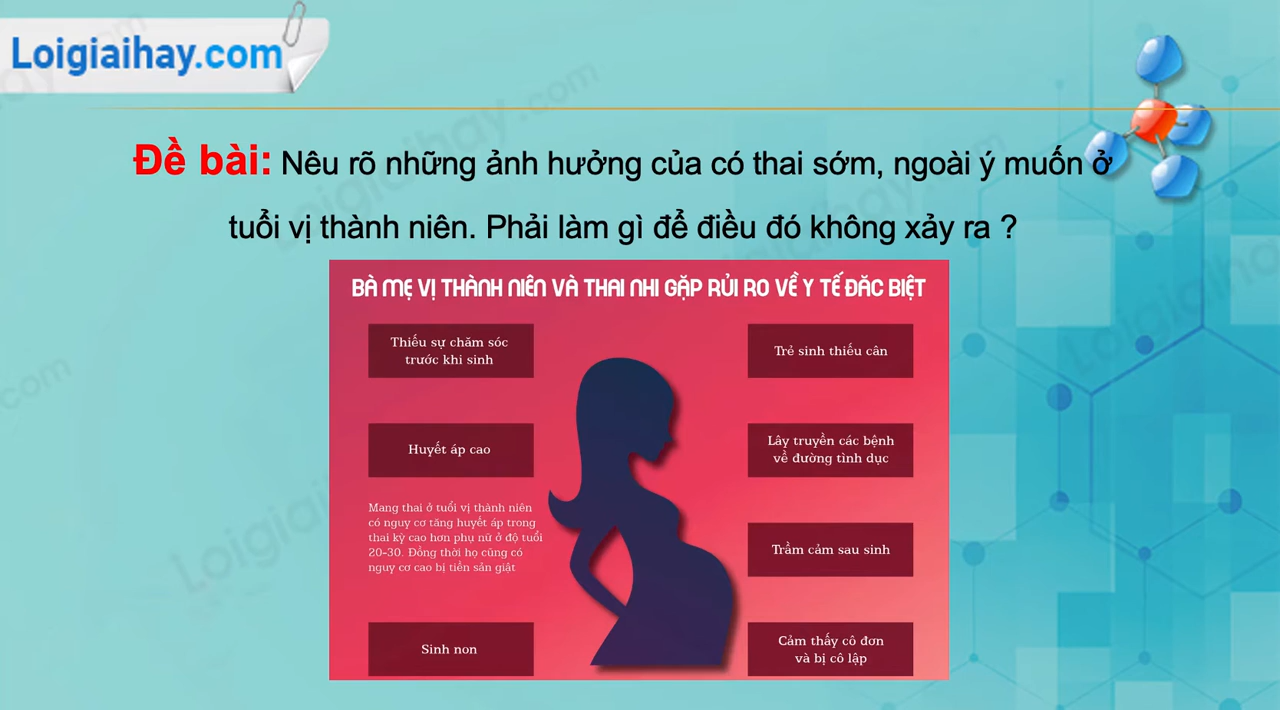 Loigiaihay.com
Đề bài: Nêu rõ những ảnh hưởng của có thai sớm, ngoài ý muốn ở
tuổi vị thành niên. Phải làm gì để điều đó không xảy ra ?
BÀ MẸ VỊ THÀNH NIÊN VÀ THAI NHI GẶP RỦI RO VỀ Y TẾ ĐẶC BIỆT
Thiếu sự chăm sóc
trước khi sinh
Huyết áp cao
Mang thai ở tuổi vị thành niên
có nguy cơ tăng huyết áp trong
thai kỳ cao hơn phụ nữ ở độ tuổi
20-30. Đồng thời họ cũng có
nguy cơ cao bị tiền sản giật
Sinh non
Trẻ sinh thiếu cân
Lây truyền các bệnh
về đường tình dục
Trầm cảm sau sinh
Cảm thấy cô đơn
và bị cô lập